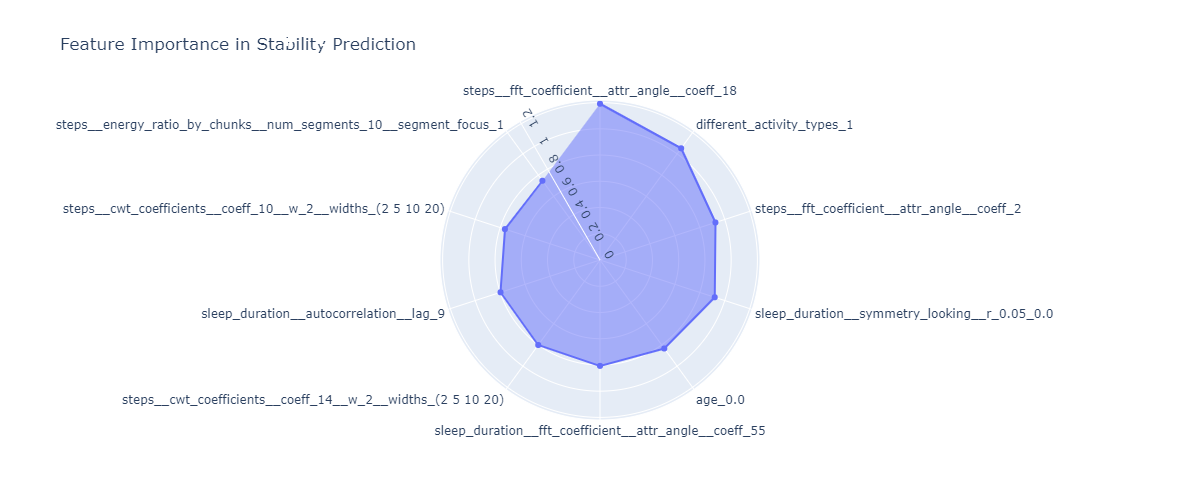 Feature Importance in Stability Prediction
steps__fft_coefficient__attr_angle__coeff_18
steps__energy_ratio_by_chunks__num_segments_10__segment_focus_1
different_activity_types_1
steps__cwt_coefficients__coeff_10__w_2__widths_(2 5 10 20)
steps__fft_coefficient__attr_angle__coeff_2
sleep_duration__autocorrelation__lag_9
sleep_duration__symmetry_looking__r_0.05_0.0
steps__cwt_coefficients__coeff_14__w_2__widths_(2 5 10 20)
age_0.0
sleep_duration__fft_coefficient__attr_angle__coeff_55
0
0.2
0.4
0.6
0.8
1
1.2